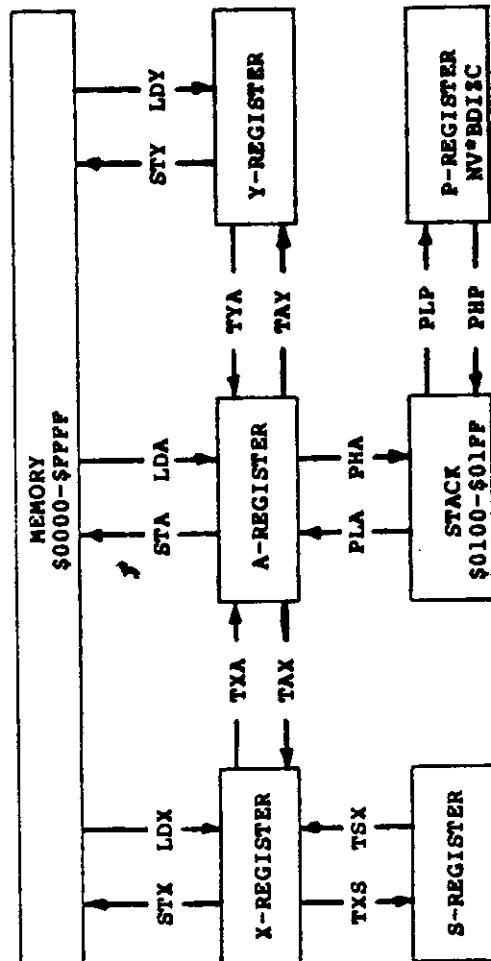 MEMORY
$0000-$FFFF
STX
LDX
STA
LDA
STY
LDY
X-REGISTER
TXA
TAX
A-REGISTER
TYA
TAY
Y-REGISTER
TXS
TSX
PLA
PHA
S-REGISTER
STACK
$0100-$01FF
PLP
PHP
P-REGISTER
NV*BDIZC